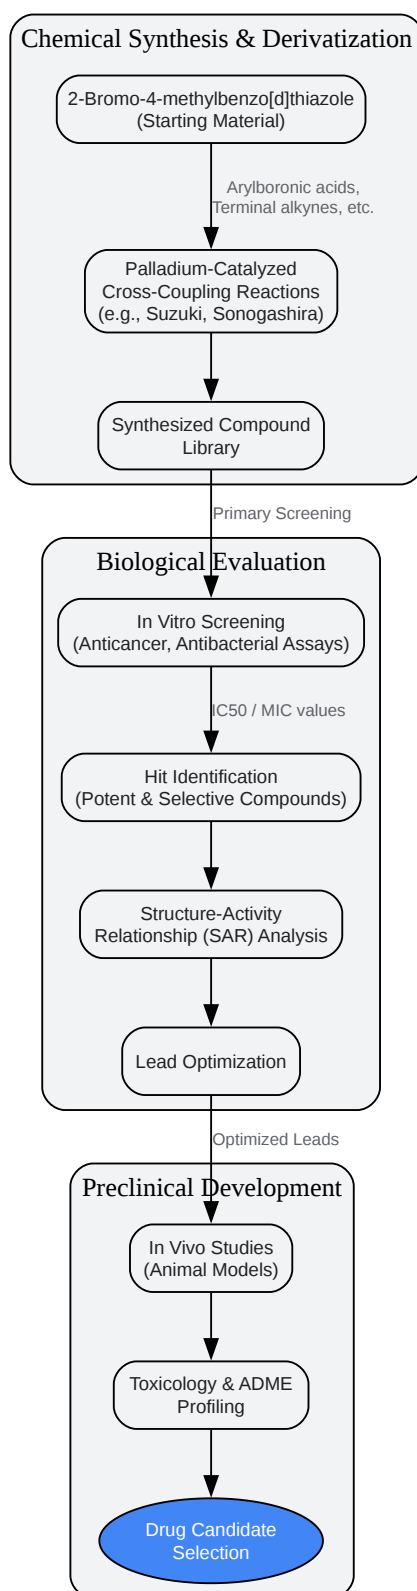 Chemical Synthesis & Derivatization
2-Bromo-4-methylbenzo[d]thiazole
(Starting Material)
Arylboronic acids,
Terminal alkynes, etc.
Palladium-Catalyzed
Cross-Coupling Reactions
(e.g., Suzuki, Sonogashira)
Synthesized Compound
Library
Primary Screening
Biological Evaluation
In Vitro Screening
(Anticancer, Antibacterial Assays)
IC50 / MIC values
Hit Identification
(Potent & Selective Compounds)
Structure-Activity
Relationship (SAR) Analysis
Lead Optimization
Optimized Leads
Preclinical Development
In Vivo Studies
(Animal Models)
Toxicology & ADME
Profiling
Drug Candidate
Selection